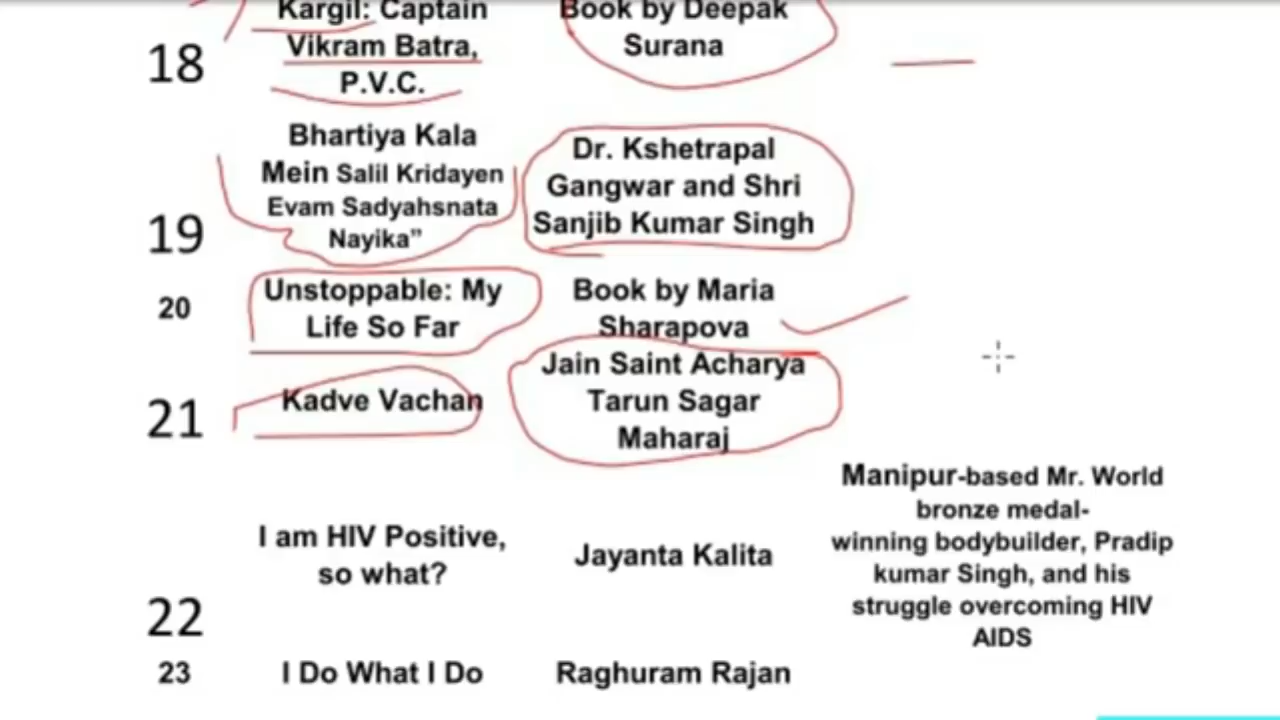 Kargil: Captain
Vikram Batra,
P.V.C.
Book by Deepak
Surana
18
Bhartiya Kala
Mein Salil Kridayen
Evam Sadyahsnata
Nayika”
Dr. Kshetrapal
Gangwar and Shri
Sanjib Kumar Singh
19
20
Unstoppable: My
Life So Far
Book by Maria
Sharapova
21
Kadve Vachan
Jain Saint Acharya
Tarun Sagar
Maharaj
22
I am HIV Positive,
so what?
Jayanta Kalita
Manipur-based Mr. World
bronze medal-
winning bodybuilder, Pradip
kumar Singh, and his
struggle overcoming HIV
AIDS
23
I Do What I Do
Raghuram Rajan